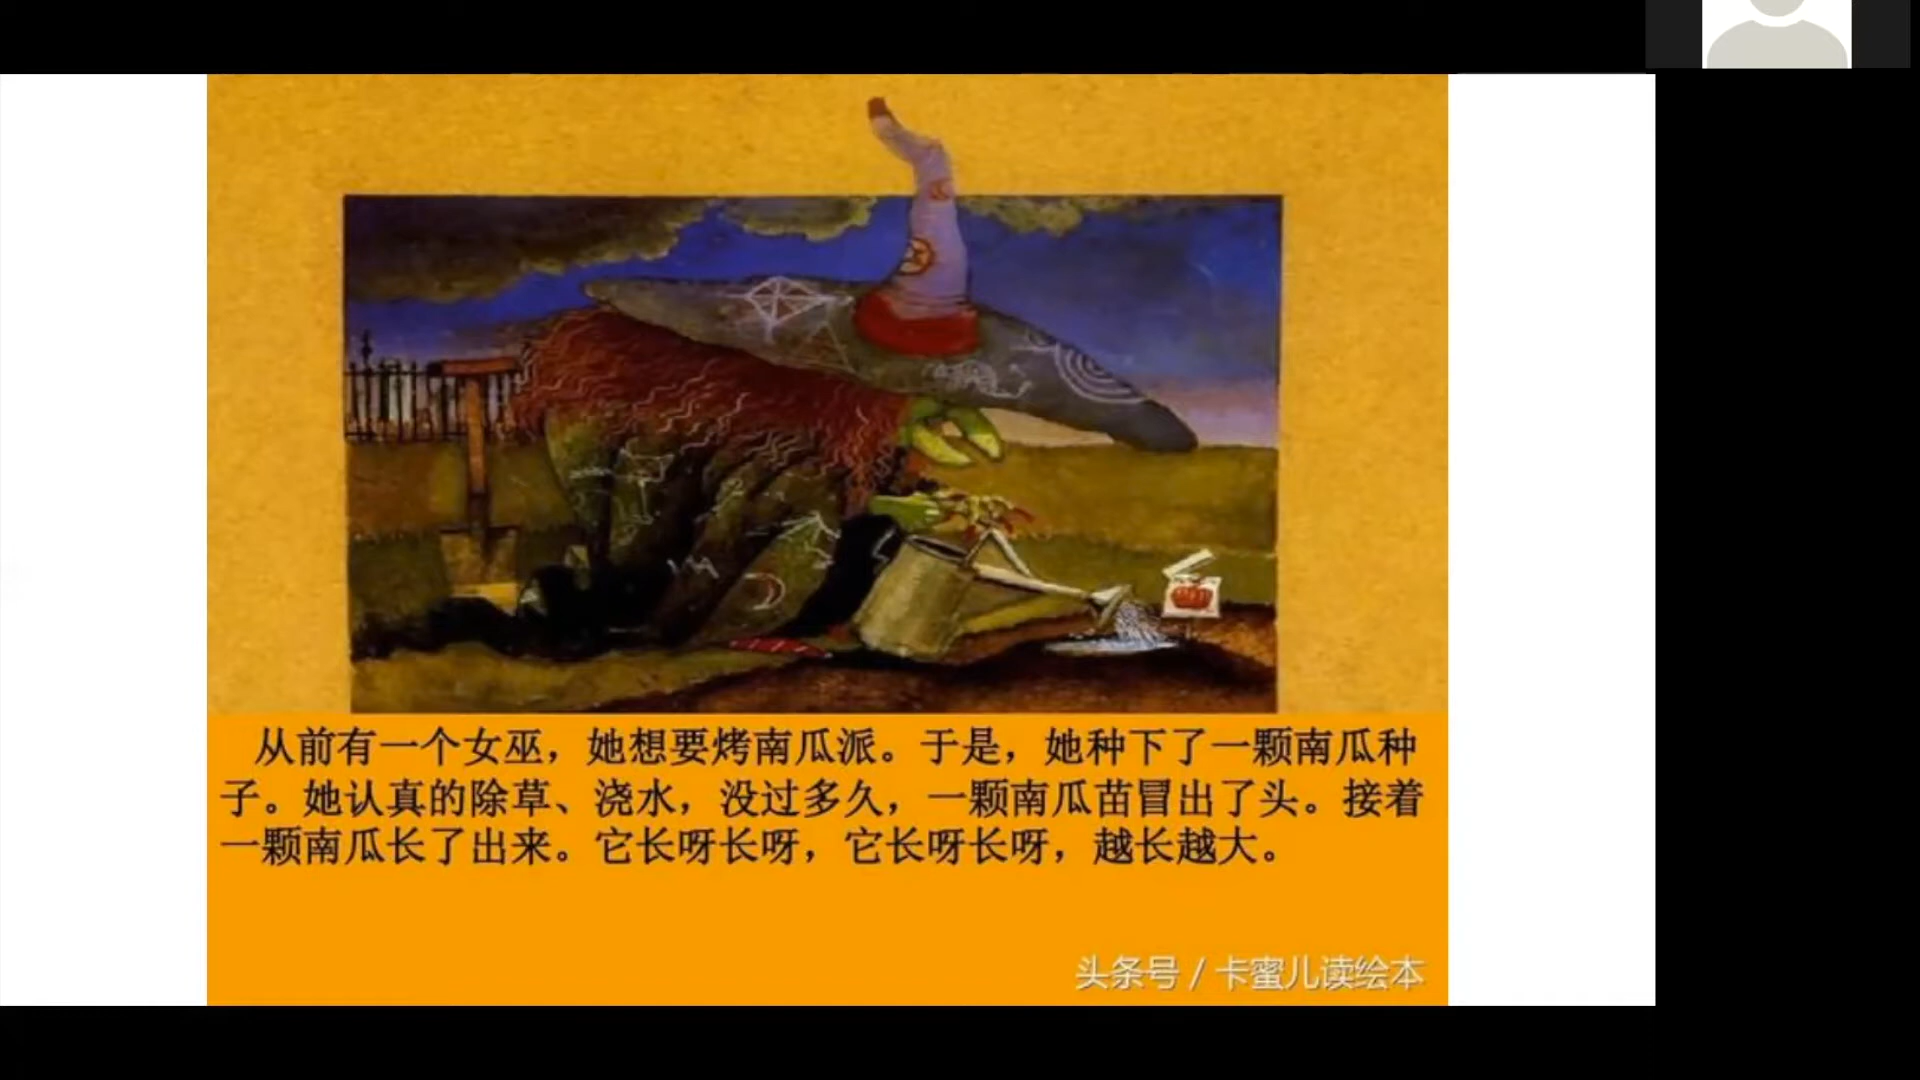 从前有一个女巫，她想要烤南瓜派。于是，她种下了一颗南瓜种
子。她认真的除草、浇水，没过多久，一颗南瓜苗冒出了头。接着
一颗南瓜长了出来。它长呀长呀，它长呀长呀，越长越大。
头条号 / 卡蜜儿读绘本